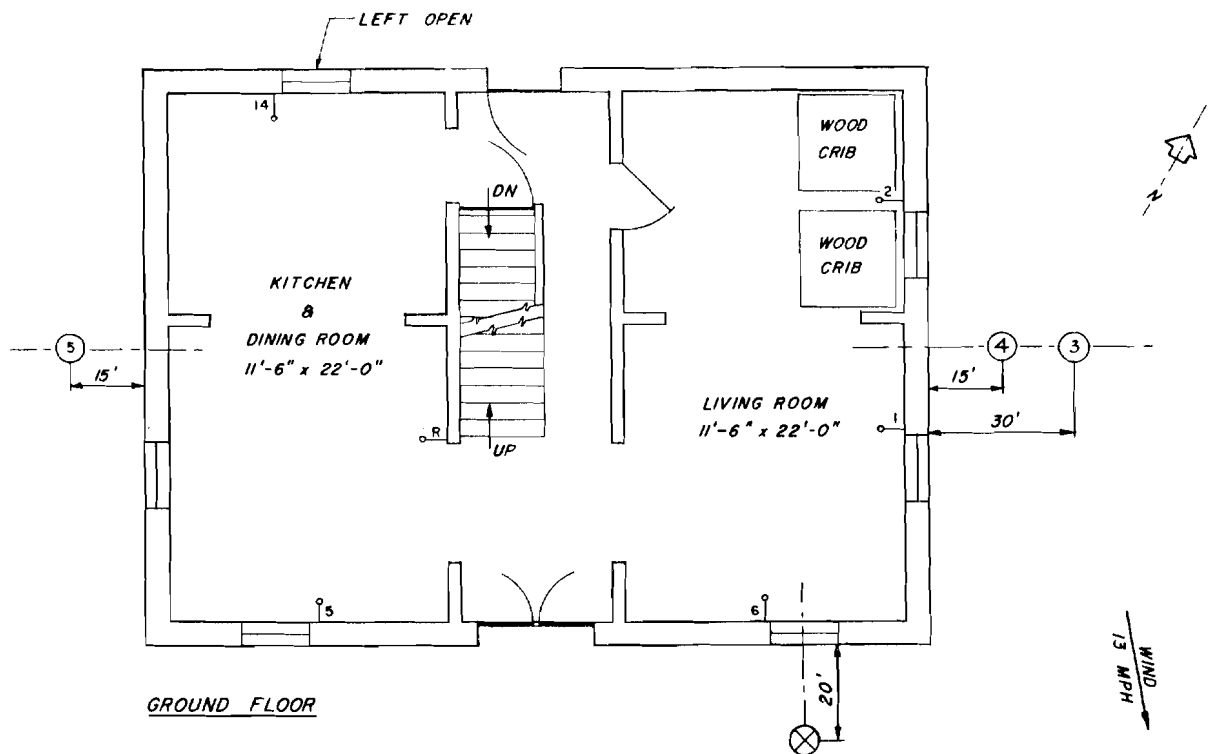 LEFT OPEN
14
WOOD
CRIB
N
DN
2
WOOD
CRIB
KITCHEN
&
DINING ROOM
11'-6" x 22'-0"
5
15'
4
3
15'
LIVING ROOM
11'-6" x 22'-0"
1
30'
R
UP
5
6
20'
WIND
13 MPH
GROUND FLOOR